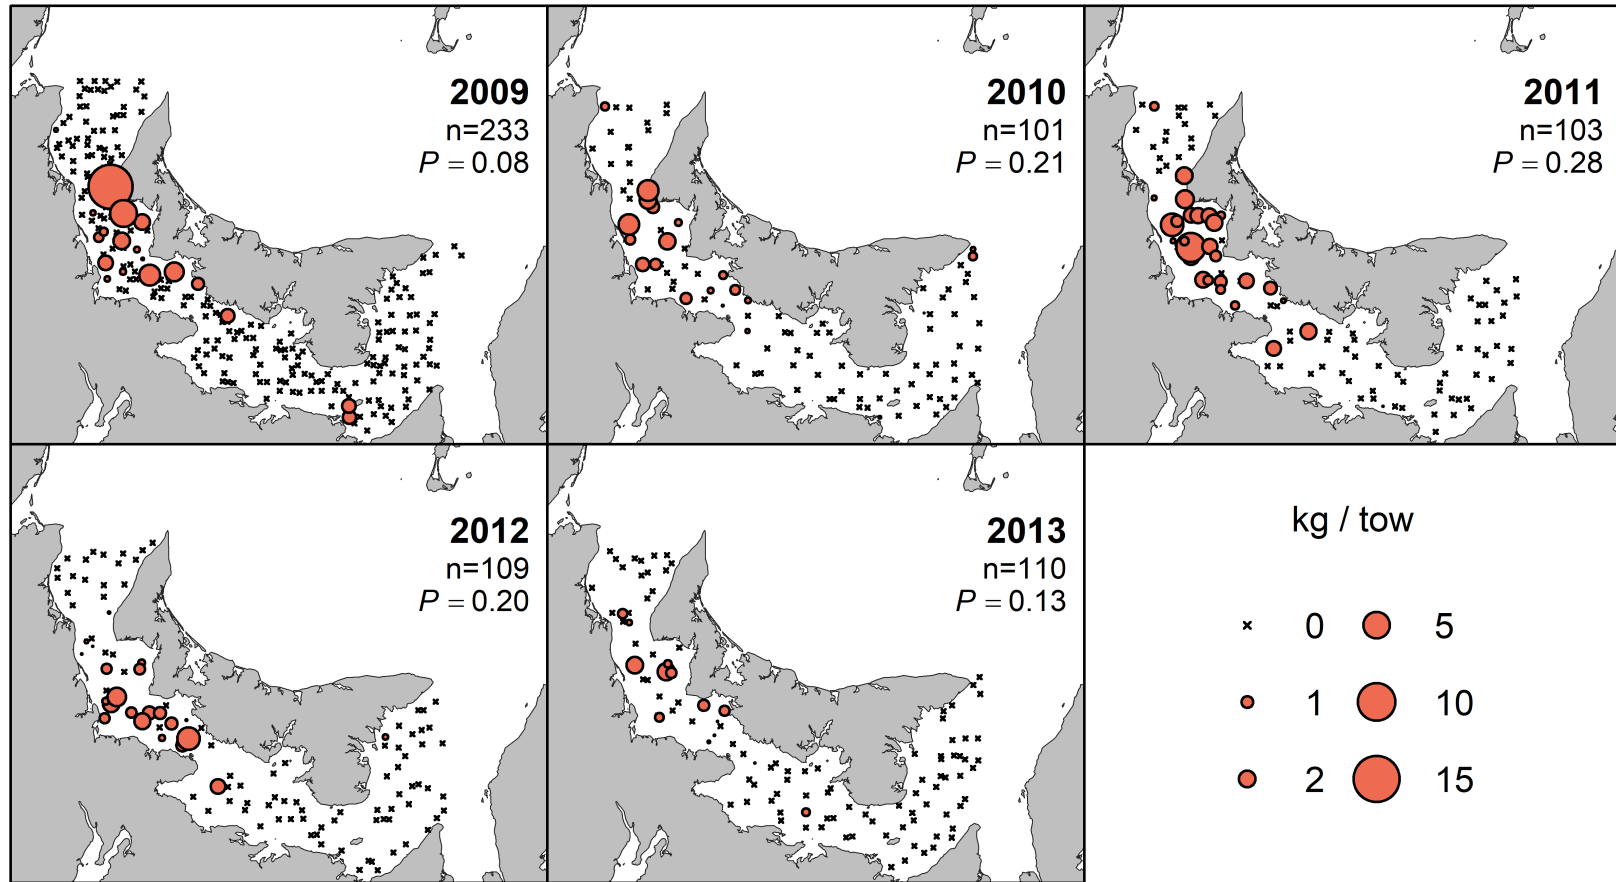 2009
n=233
P = 0.08
2010
n=101
P = 0.21
2011
n=103
P = 0.28
2012
n=109
P = 0.20
2013
n=110
P = 0.13
kg / tow
0 5
1 10
2 15